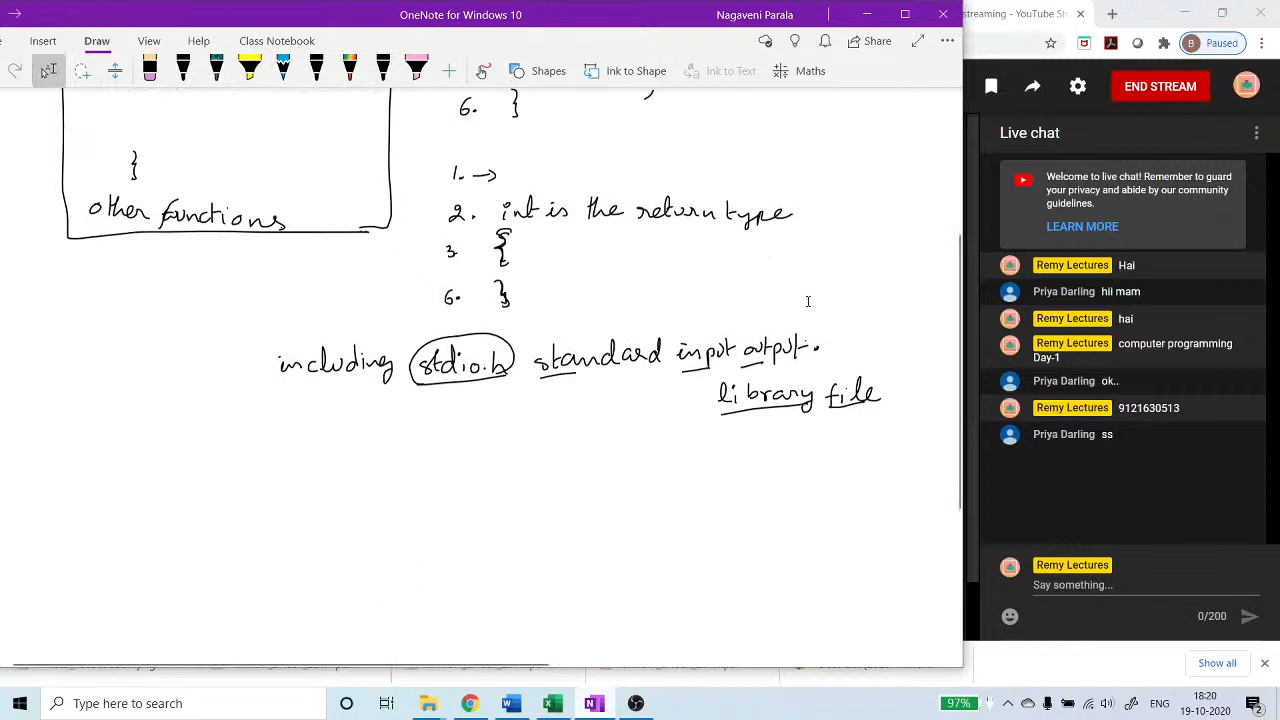 OneNote for Windows 10
Nagaveni Parala
streaming - YouTube St
Insert
Draw
View
Help
Class Notebook
Share
B Paused
Shapes
Ink to Shape
Ink to Text
Maths
END STREAM
6. }
}
other functions
1. →
2. int is the return type
3. {
6. }
including stdio.h standard input output.
library file
Live chat
Welcome to live chat! Remember to guard
your privacy and abide by our community
guidelines.
LEARN MORE
Remy Lectures Hai
Priya Darling hii mam
Remy Lectures hai
Remy Lectures computer programming
Day-1
Priya Darling ok..
Remy Lectures 9121630513
Priya Darling ss
Remy Lectures
Say something...
0/200
Show all
Type here to search
97%
ENG
18:20
19-10-2020
2